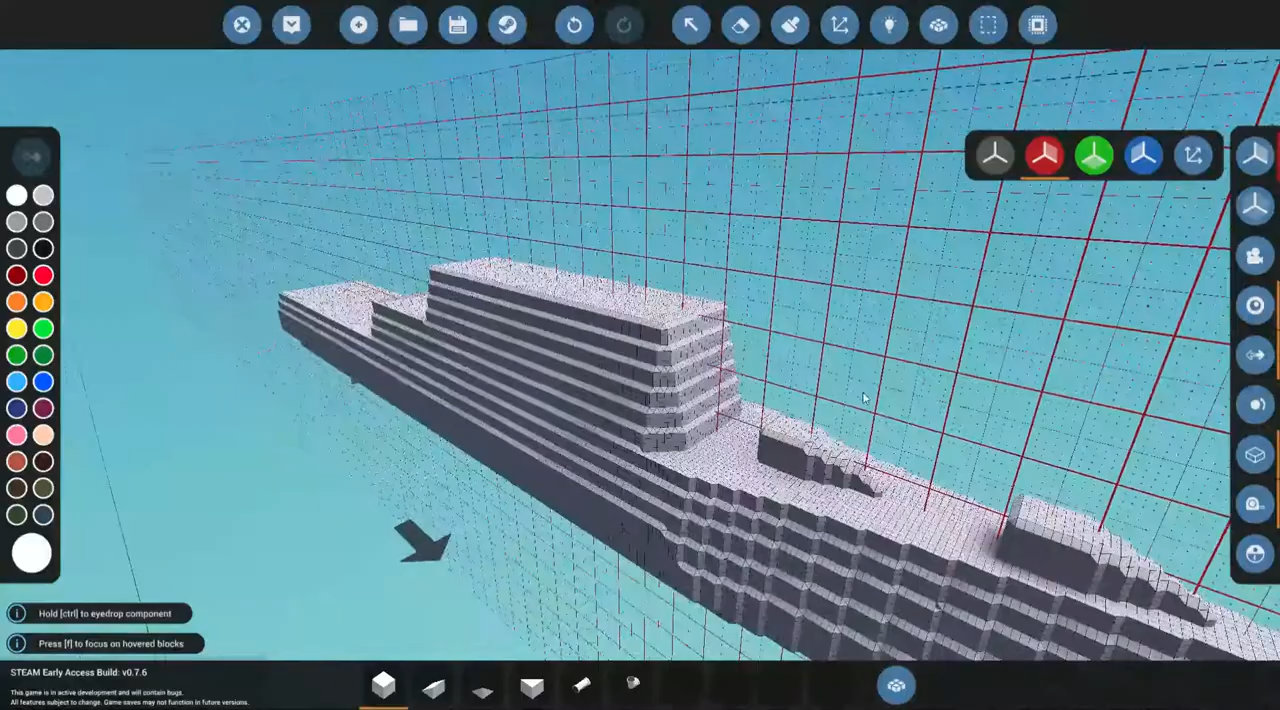 Hold [ctrl] to eyedrop component
Press [f] to focus on hovered blocks
STEAM Early Access Build: v0.7.6
This game is in active development and will contain bugs.
All features subject to change. Game saves may not function in future versions.